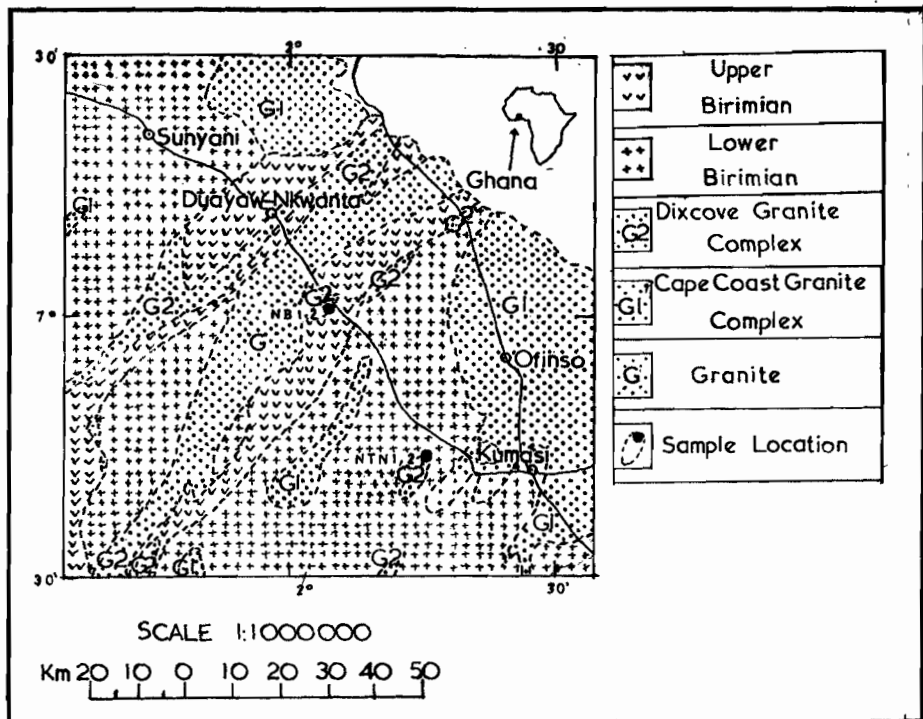 30'
2°
30'
G1
Sunyani
G2
Ghana
Duayaw-Nkwanta
G1
G2
G2
G2
7°
NB 1,2
G1
G
Ofinso
NTN1,2
Kumasi
G2
G1
G1
G2
G2
G1
G2
30'
2°
30'
Upper
Birimian
Lower
Birimian
G2
Dixcove Granite
Complex
G1
Cape Coast Granite
Complex
G
Granite
Sample Location
SCALE 1:1000000
Km 20 10 0 10 20 30 40 50